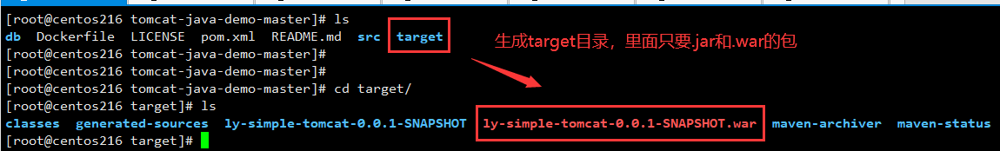 [root@centos216 tomcat-java-demo-master]# ls
db Dockerfile LICENSE pom.xml README.md src target
[root@centos216 tomcat-java-demo-master]#
生成target目录，里面只要.jar和.war的包
[root@centos216 tomcat-java-demo-master]#
[root@centos216 tomcat-java-demo-master]# cd target/
[root@centos216 target]# ls
classes generated-sources ly-simple-tomcat-0.0.1-SNAPSHOT ly-simple-tomcat-0.0.1-SNAPSHOT.war maven-archiver maven-status
[root@centos216 target]#